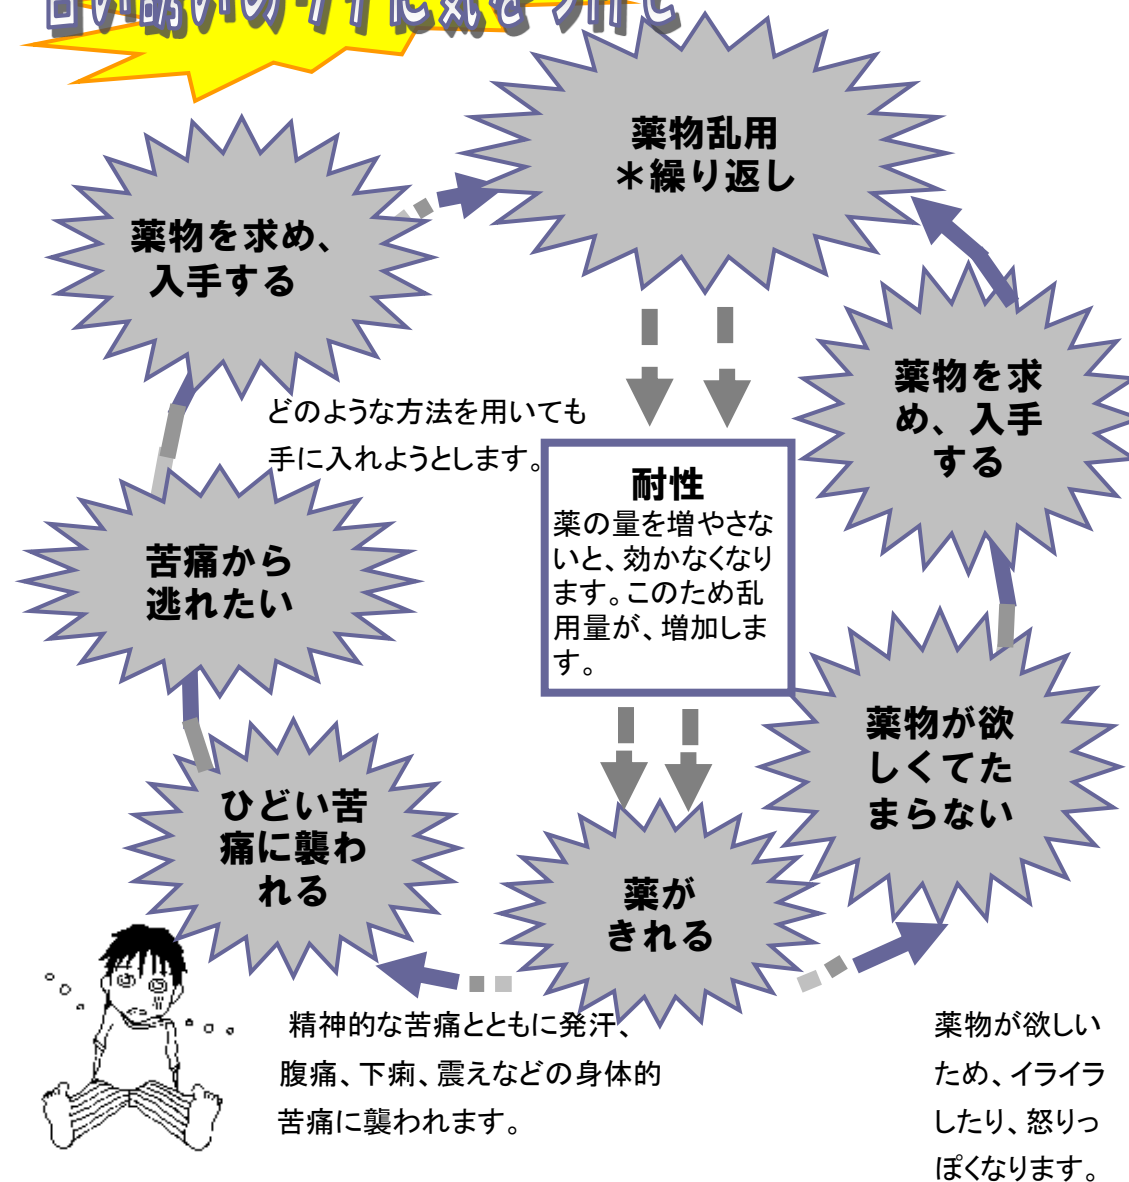 薬物乱用
＊繰り返し
薬物を求め、
入手する
薬物を求
め、入手
する
どのような方法を用いても
手に入れようとします。
耐性
薬の量を増やさな
いと、効かなくなり
ます。このため乱
用量が、増加しま
す。
苦痛から
逃れたい
薬物が欲
しくてた
まらない
ひどい苦
痛に襲わ
れる
薬が
きれる
精神的な苦痛とともに発汗、
腹痛、下痢、震えなどの身体的
苦痛に襲われます。
薬物が欲しい
ため、イライラ
したり、怒りっ
ぽくなります。